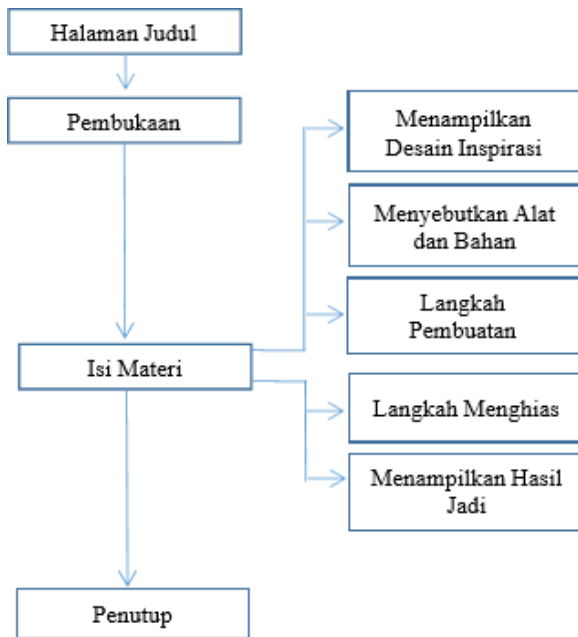 Halaman Judul
Pembukaan
Menampilkan
Desain Inspirasi
Menyebutkan Alat
dan Bahan
Langkah
Pembuatan
Isi Materi
Langkah Menghias
Menampilkan Hasil
Jadi
Penutup